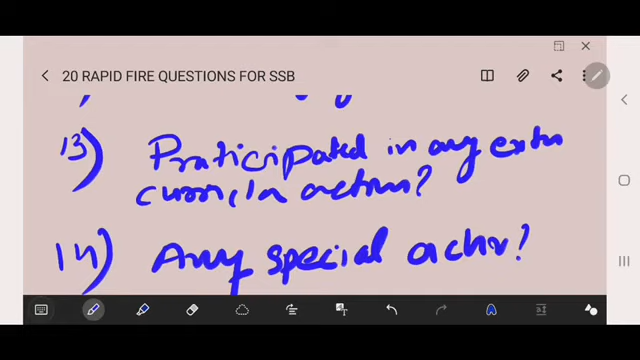 20 RAPID FIRE QUESTIONS FOR SSB
13) Praticipated in any extra
14) Any special